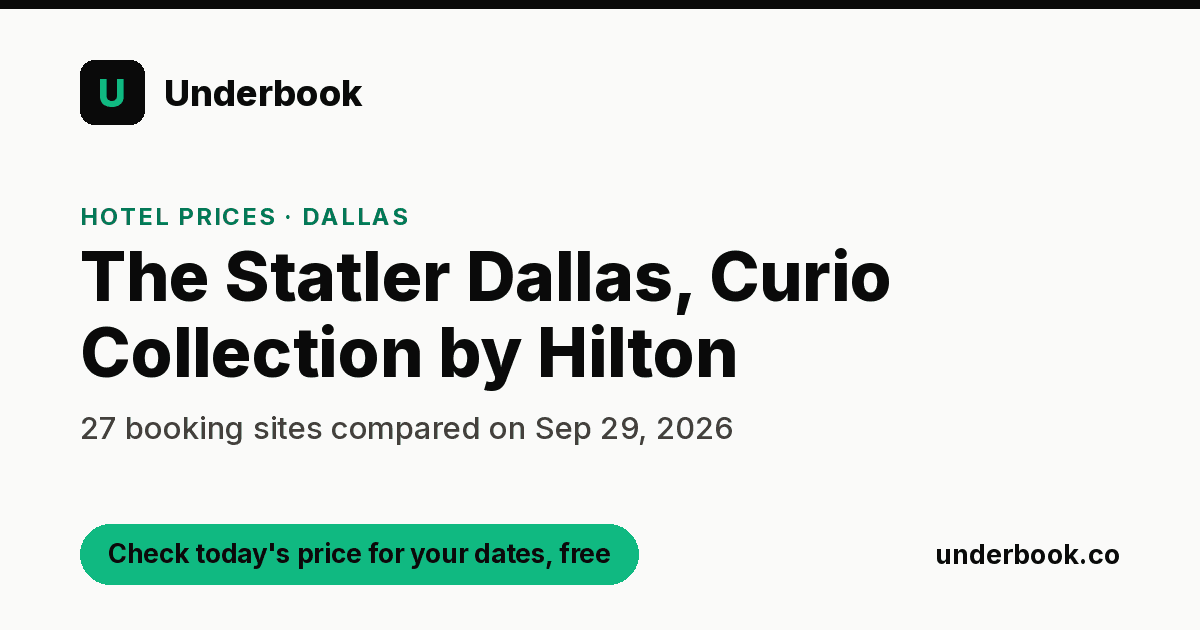 U
Underbook
HOTEL PRICES · DALLAS
The Statler Dallas, Curio
Collection by Hilton
27 booking sites compared on Sep 29, 2026
Check today's price for your dates, free
underbook.co